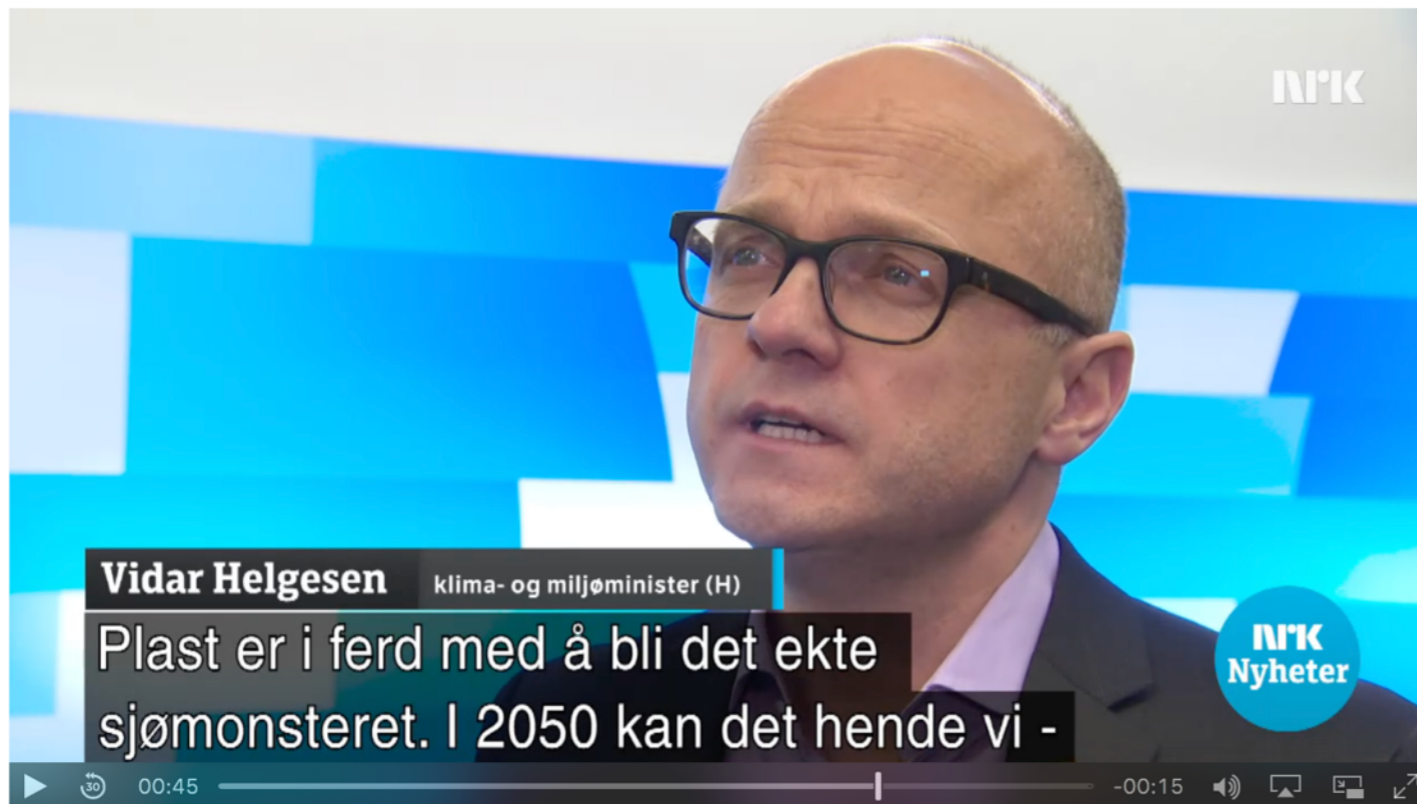 NRK
Vidar Helgesen klima- og miljøminister (H)
Plast er i ferd med å bli det ekte
sjømonsteret. I 2050 kan det hende vi -
NRK
Nyheter
30
00:45
-00:15